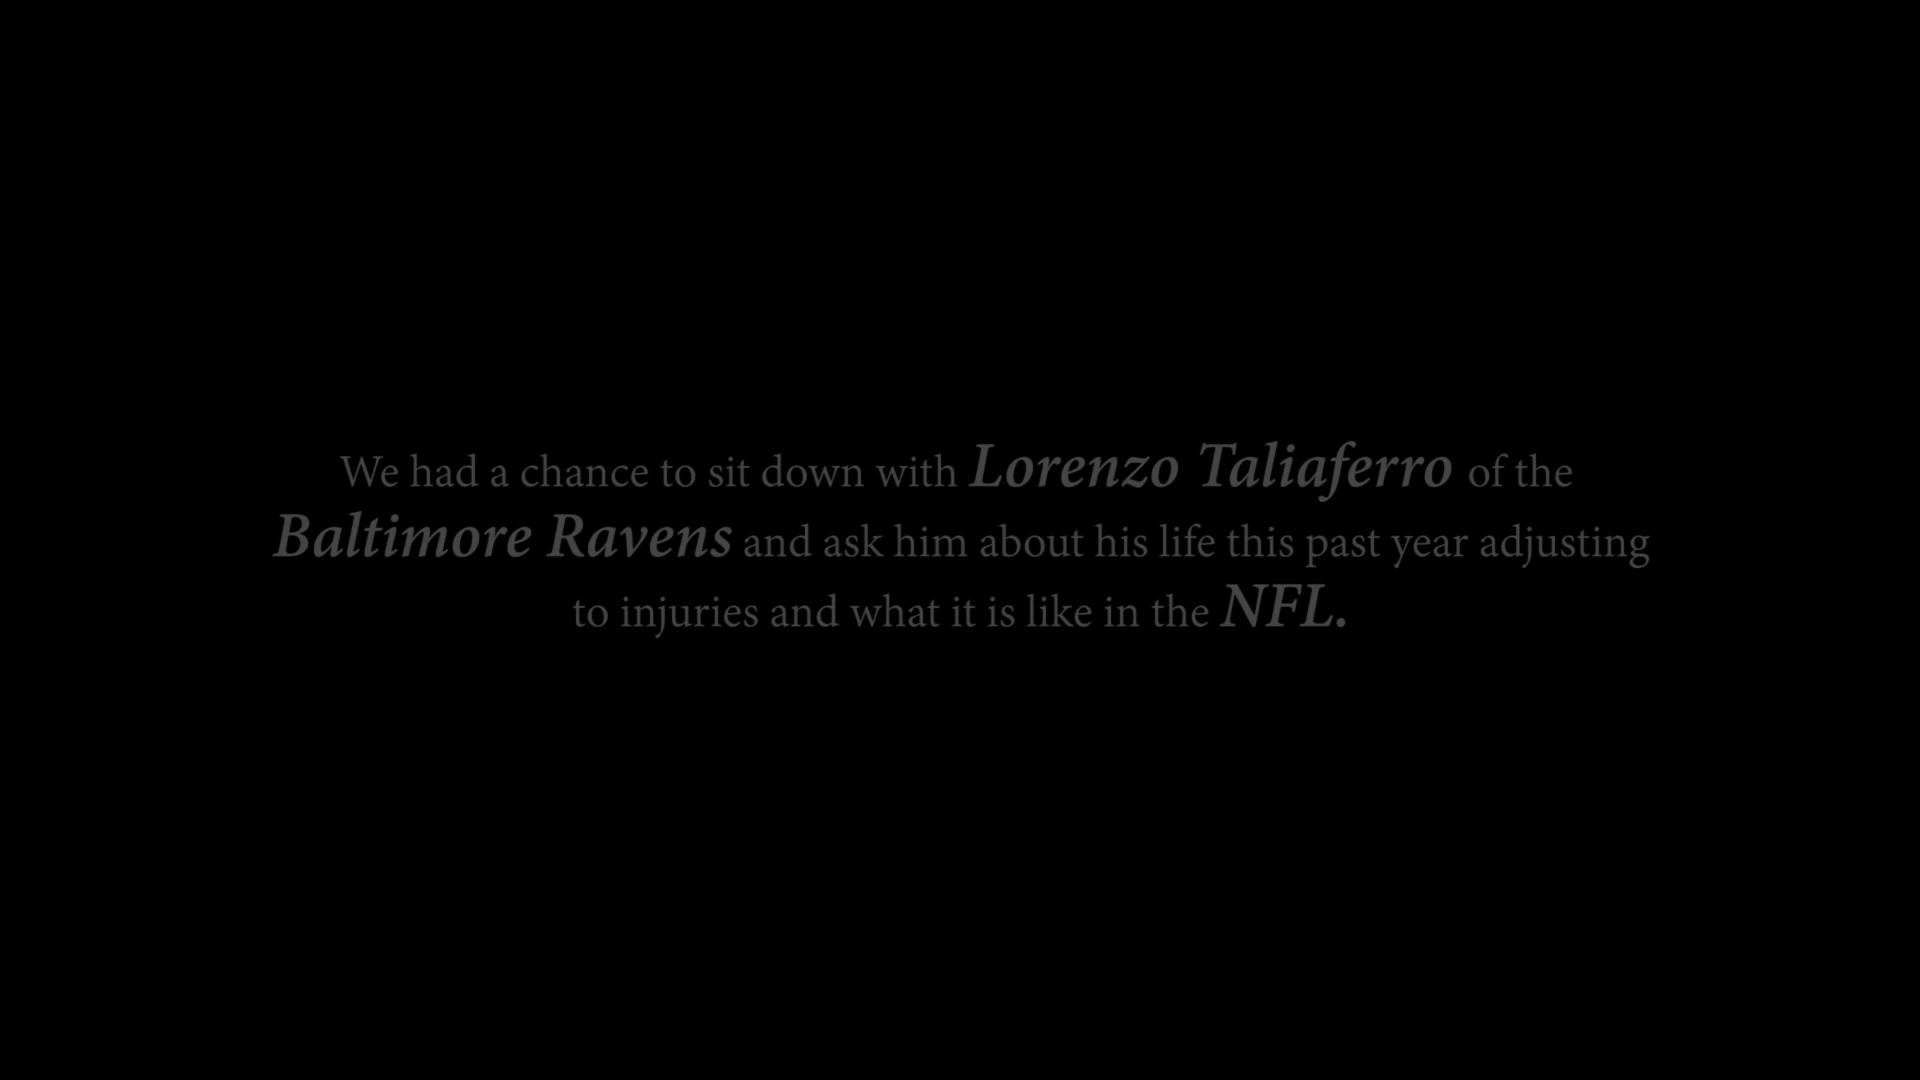 We had a chance to sit down with Lorenzo Taliaferro of the
Baltimore Ravens and ask him about his life this past year adjusting
to injuries and what it is like in the NFL.